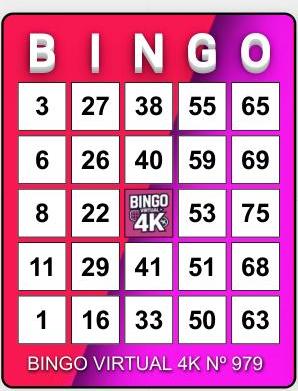 B I N G O
3 27 38 55 65
6 26 40 59 69
8 22 BINGO VIRTUAL 4K 53 75
11 29 41 51 68
1 16 33 50 63
BINGO VIRTUAL 4K Nº 979